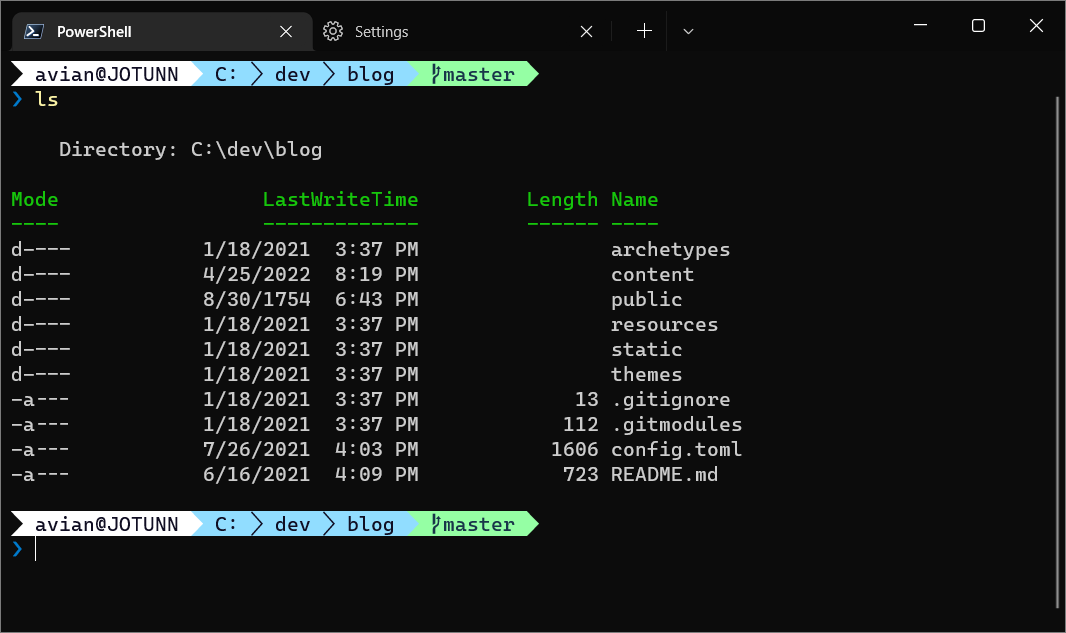 PowerShell Settings
avian@JOTUNN C: dev blog master
❯ ls
Directory: C:\dev\blog
Mode LastWriteTime Length Name
---- ------------- ------ ----
d---- 1/18/2021 3:37 PM archetypes
d---- 4/25/2022 8:19 PM content
d---- 8/30/1754 6:43 PM public
d---- 1/18/2021 3:37 PM resources
d---- 1/18/2021 3:37 PM static
d---- 1/18/2021 3:37 PM themes
-a--- 1/18/2021 3:37 PM 13 .gitignore
-a--- 1/18/2021 3:37 PM 112 .gitmodules
-a--- 7/26/2021 4:03 PM 1606 config.toml
-a--- 6/16/2021 4:09 PM 723 README.md
avian@JOTUNN C: dev blog master
❯